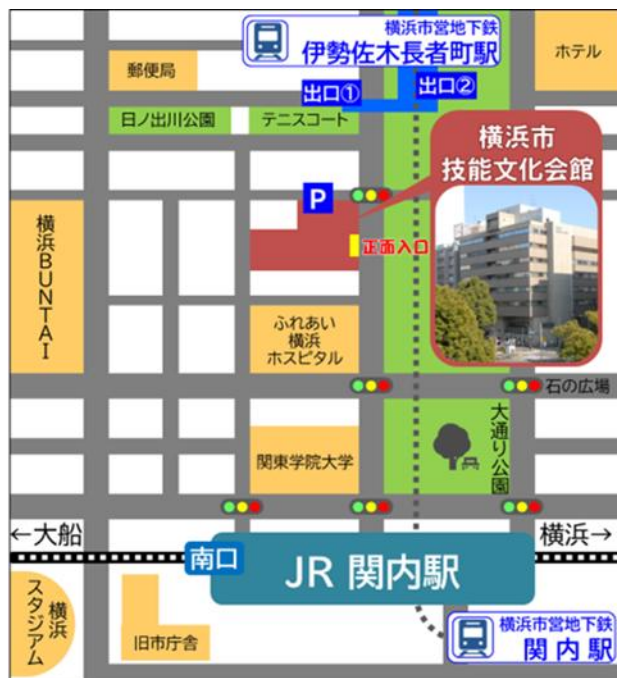 横浜市営地下鉄
伊勢佐木長者町駅
ホテル
郵便局
出口①
出口②
日ノ出川公園
テニスコート
横浜市
技能文化会館
P
正面入口
横浜BUNTAI
ふれあい
横浜
ホスピタル
石の広場
大通り公園
関東学院大学
←大船
横浜→
南口
JR 関内駅
横浜
スタジアム
旧市庁舎
横浜市営地下鉄
関内駅